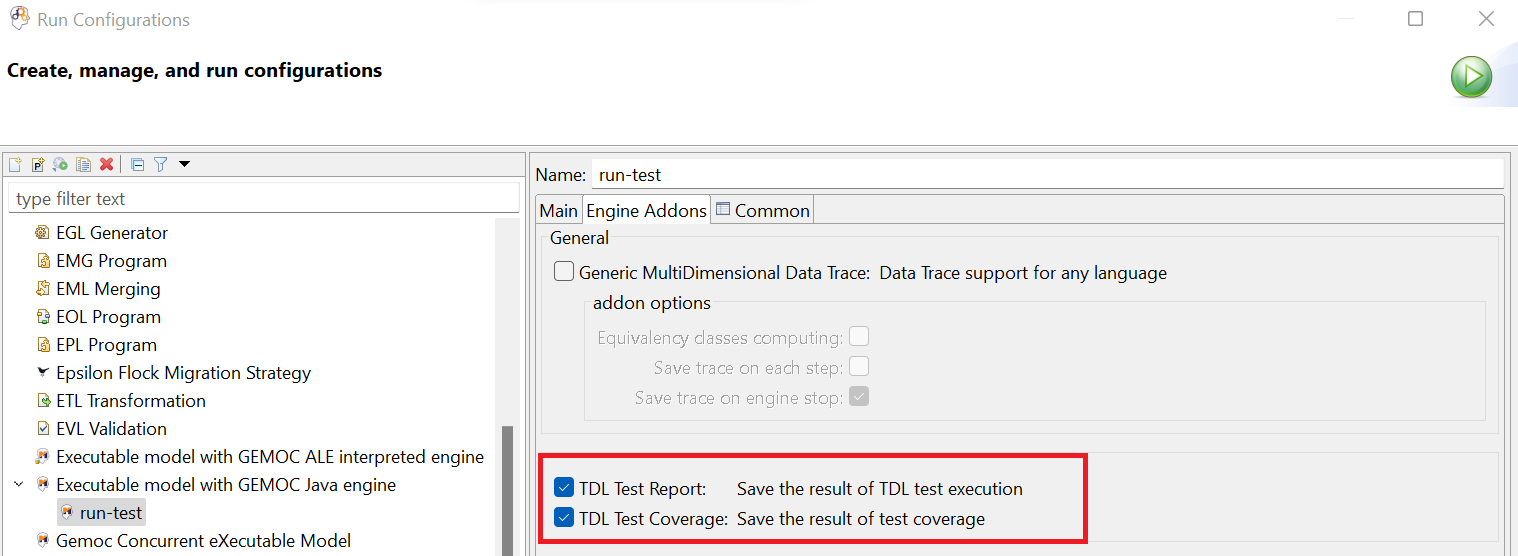 Run Configurations
Create, manage, and run configurations
type filter text
EGL Generator
EMG Program
EML Merging
EOL Program
EPL Program
Epsilon Flock Migration Strategy
ETL Transformation
EVL Validation
Executable model with GEMOC ALE interpreted engine
Executable model with GEMOC Java engine
run-test
Gemoc Concurrent eXecutable Model
Name: run-test
Main Engine Addons Common
General
Generic MultiDimensional Data Trace: Data Trace support for any language
addon options
Equivalency classes computing:
Save trace on each step:
Save trace on engine stop:
TDL Test Report: Save the result of TDL test execution
TDL Test Coverage: Save the result of test coverage